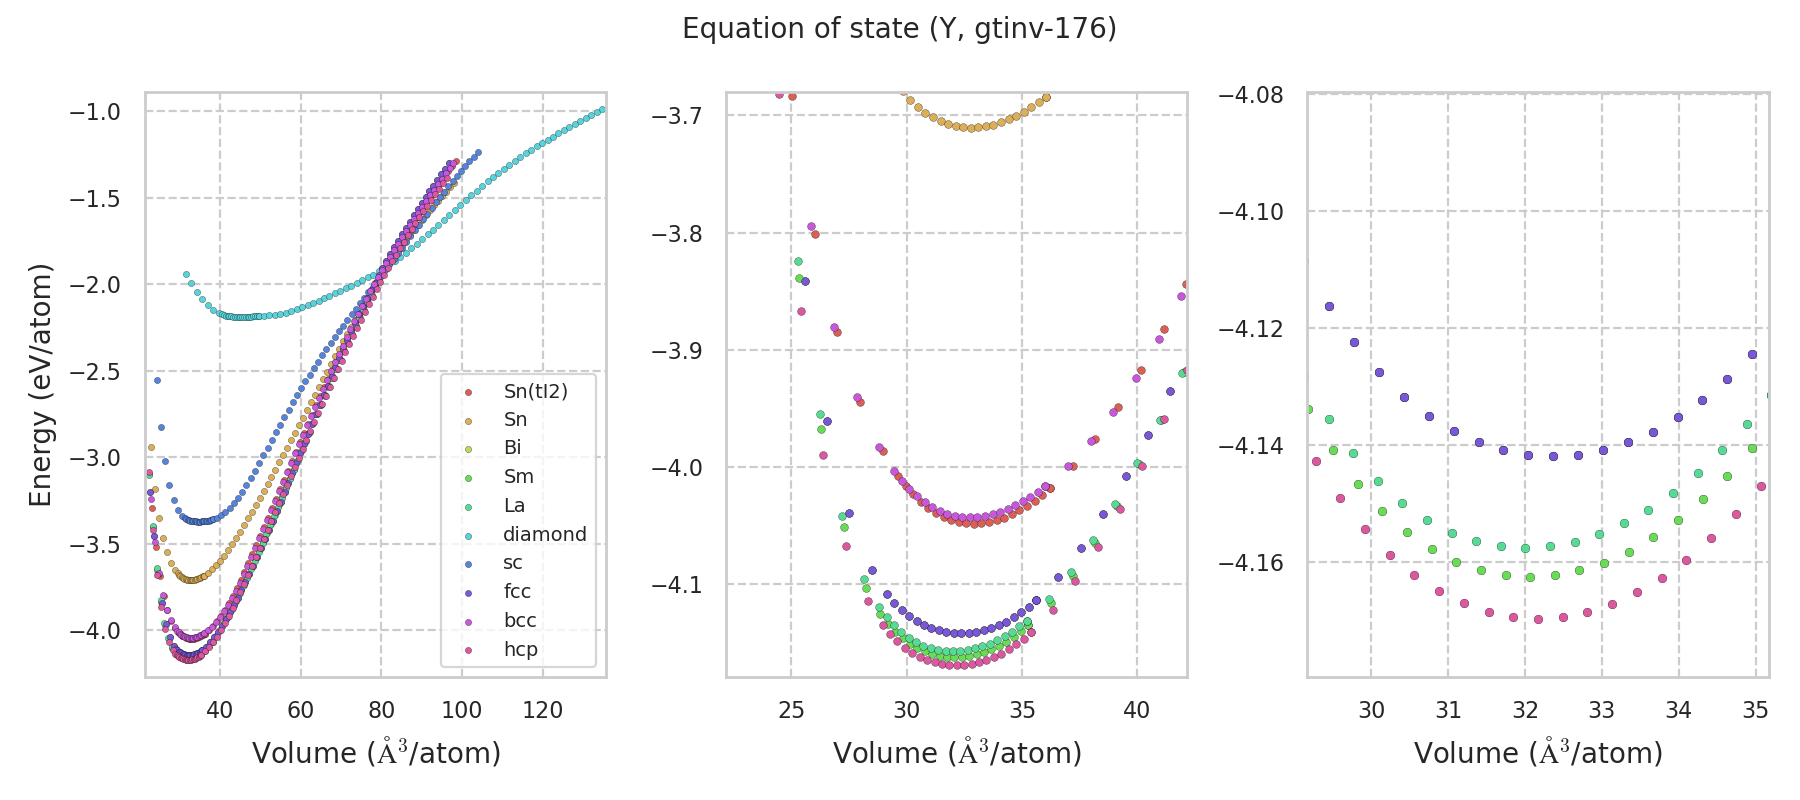 Equation of state (Y, gtinv-176)
Energy (eV/atom)
−1.0
−1.5
−2.0
−2.5
−3.0
−3.5
−4.0
40 60 80 100 120
Volume (Å³/atom)
Sn(tI2)
Sn
Bi
Sm
La
diamond
sc
fcc
bcc
hcp
−3.7
−3.8
−3.9
−4.0
−4.1
25 30 35 40
Volume (Å³/atom)
−4.08
−4.10
−4.12
−4.14
−4.16
30 31 32 33 34 35
Volume (Å³/atom)